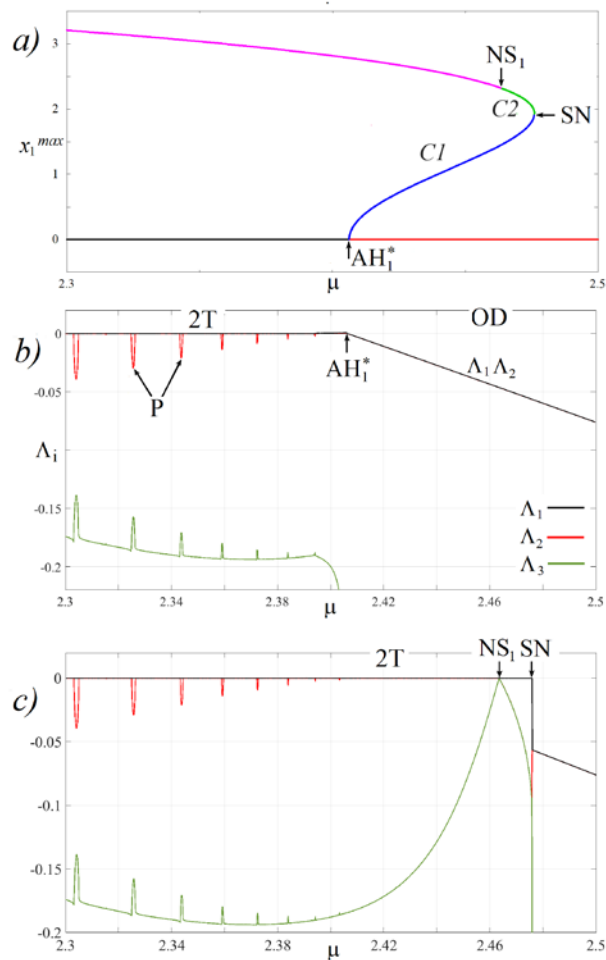 a)
NS₁
3
C2
SN
2
x₁ᵐᵃˣ
C1
1
0
AH₁*
2.3
μ
2.5
b)
2T
OD
0
AH₁*
Λ₁Λ₂
-0.05
P
Λᵢ
-0.15
Λ₁
Λ₂
Λ₃
-0.2
2.3
2.34
2.38
μ
2.42
2.46
2.5
c)
2T
NS₁
SN
0
-0.05
-0.1
-0.15
-0.2
2.3
2.34
2.38
μ
2.42
2.46
2.5